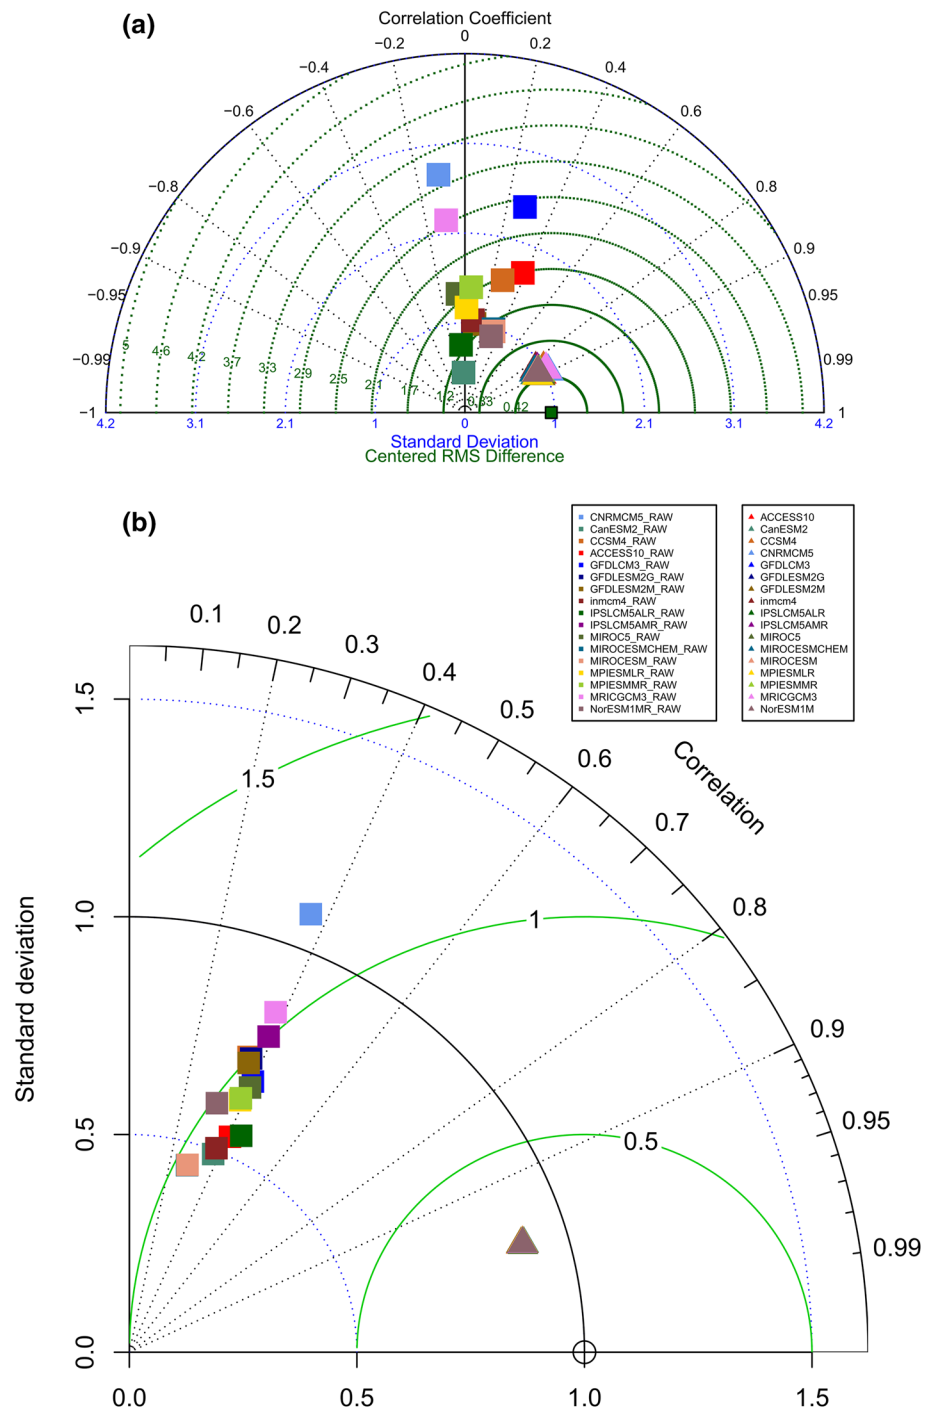 (a)
Correlation Coefficient
0
−0.2 0.2
−0.4 0.4
−0.6 0.6
−0.8 0.8
−0.9 0.9
−0.95 0.95
−0.99 0.99
5 4.6 4.2 3.7 3.3 2.9 2.5 2.1 1.7 1.2 0.83 0.42
−1 1
4.2 3.1 2.1 1 0 1 2.1 3.1 4.2
Standard Deviation
Centered RMS Difference
(b)
CNRMCM5_RAW
CanESM2_RAW
CCSM4_RAW
ACCESS10_RAW
GFDLCM3_RAW
GFDLESM2G_RAW
GFDLESM2M_RAW
inmcm4_RAW
IPSLCM5ALR_RAW
IPSLCM5AMR_RAW
MIROC5_RAW
MIROCESMCHEM_RAW
MIROCESM_RAW
MPIESMLR_RAW
MPIESMMR_RAW
MRICGCM3_RAW
NorESM1MR_RAW
ACCESS10
CanESM2
CCSM4
CNRMCM5
GFDLCM3
GFDLESM2G
GFDLESM2M
inmcm4
IPSLCM5ALR
IPSLCM5AMR
MIROC5
MIROCESMCHEM
MIROCESM
MPIESMLR
MPIESMMR
MRICGCM3
NorESM1M
0.1
0.2
0.3
0.4
0.5
0.6
0.7
0.8
0.9
0.95
0.99
Correlation
1.5
1
0.5
Standard deviation
1.5
1.0
0.5
0.0
0.0 0.5 1.0 1.5